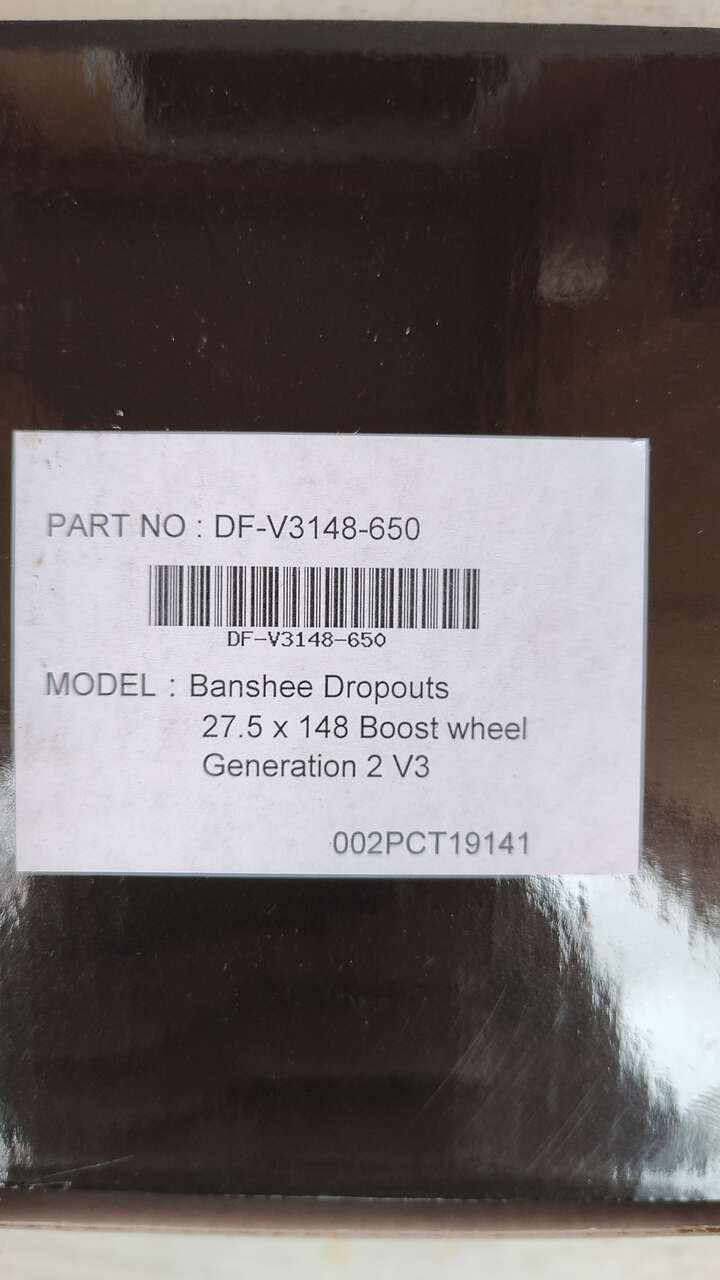 PART NO : DF-V3148-650
DF-V3148-650
MODEL : Banshee Dropouts
27.5 x 148 Boost wheel
Generation 2 V3
002PCT19141